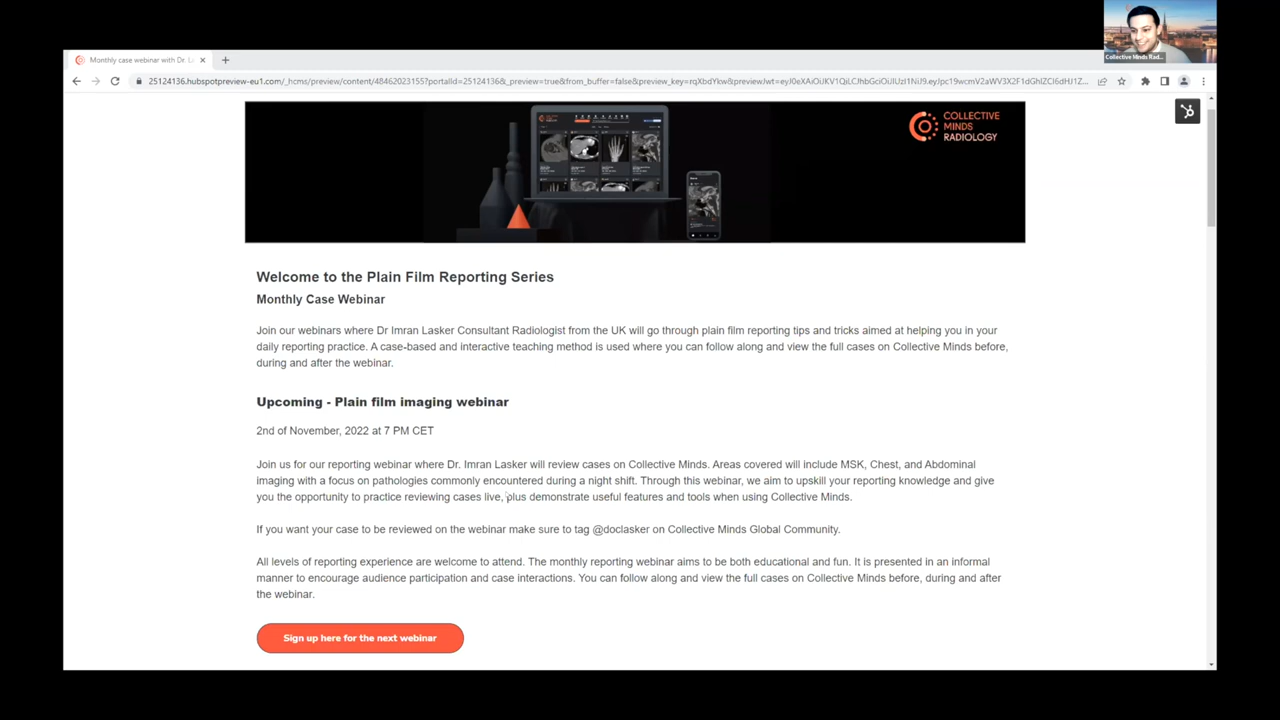 Collective Minds Rad...
Monthly case webinar with Dr. L
COLLECTIVE
MINDS
RADIOLOGY
Welcome to the Plain Film Reporting Series
Monthly Case Webinar
Join our webinars where Dr Imran Lasker Consultant Radiologist from the UK will go through plain film reporting tips and tricks aimed at helping you in your
daily reporting practice. A case-based and interactive teaching method is used where you can follow along and view the full cases on Collective Minds before,
during and after the webinar.
Upcoming - Plain film imaging webinar
2nd of November, 2022 at 7 PM CET
Join us for our reporting webinar where Dr. Imran Lasker will review cases on Collective Minds. Areas covered will include MSK, Chest, and Abdominal
imaging with a focus on pathologies commonly encountered during a night shift. Through this webinar, we aim to upskill your reporting knowledge and give
you the opportunity to practice reviewing cases live, plus demonstrate useful features and tools when using Collective Minds.
If you want your case to be reviewed on the webinar make sure to tag @doclasker on Collective Minds Global Community.
All levels of reporting experience are welcome to attend. The monthly reporting webinar aims to be both educational and fun. It is presented in an informal
manner to encourage audience participation and case interactions. You can follow along and view the full cases on Collective Minds before, during and after
the webinar.
Sign up here for the next webinar